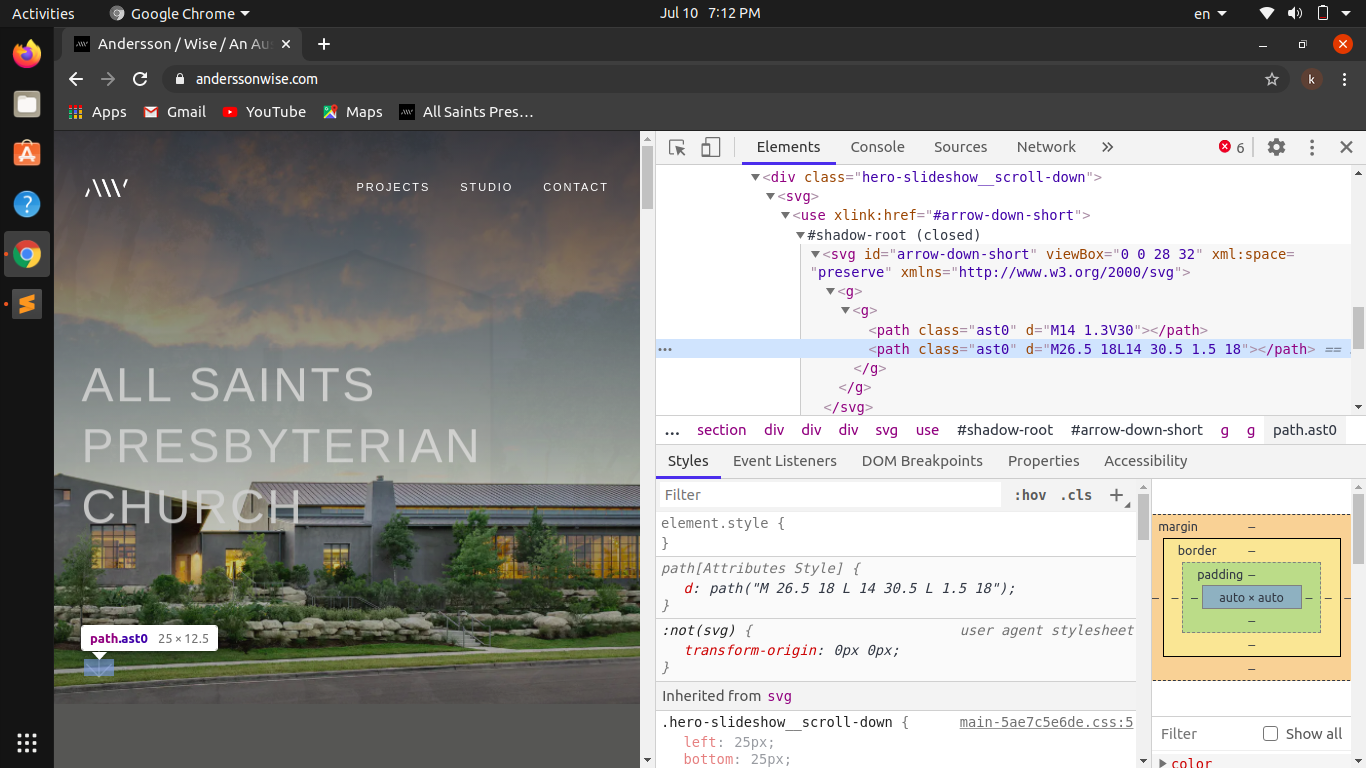 Activities Google Chrome Jul 10 7:12 PM en
Andersson / Wise / An Aus
anderssonwise.com k
Apps Gmail YouTube Maps All Saints Pres…
PROJECTS STUDIO CONTACT
ALL SAINTS
PRESBYTERIAN
CHURCH
path.ast0 25 × 12.5
Elements Console Sources Network » 6
<div class="hero-slideshow__scroll-down">
<svg>
<use xlink:href="#arrow-down-short">
#shadow-root (closed)
<svg id="arrow-down-short" viewBox="0 0 28 32" xml:space=
"preserve" xmlns="http://www.w3.org/2000/svg">
<g>
<g>
<path class="ast0" d="M14 1.3V30"></path>
… <path class="ast0" d="M26.5 18L14 30.5 1.5 18"></path> ==
</g>
</g>
</svg>
… section div div div svg use #shadow-root #arrow-down-short g g path.ast0
Styles Event Listeners DOM Breakpoints Properties Accessibility
Filter :hov .cls +
element.style {
}
path[Attributes Style] {
d: path("M 26.5 18 L 14 30.5 L 1.5 18");
}
:not(svg) { user agent stylesheet
transform-origin: 0px 0px;
}
Inherited from svg
.hero-slideshow__scroll-down { main-5ae7c5e6de.css:5
left: 25px;
bottom: 25px;
margin –
border –
padding –
– – – auto × auto – – –
–
–
–
Filter Show all
color